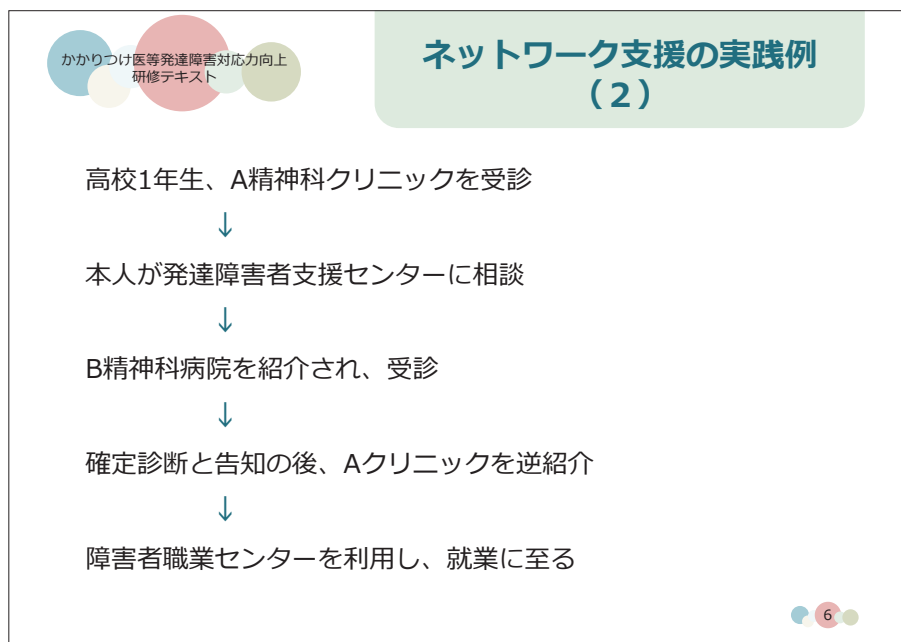 かかりつけ医等発達障害対応力向上
研修テキスト
ネットワーク支援の実践例
（２）
高校1年生、A精神科クリニックを受診
↓
本人が発達障害者支援センターに相談
↓
B精神科病院を紹介され、受診
↓
確定診断と告知の後、Aクリニックを逆紹介
↓
障害者職業センターを利用し、就業に至る
6